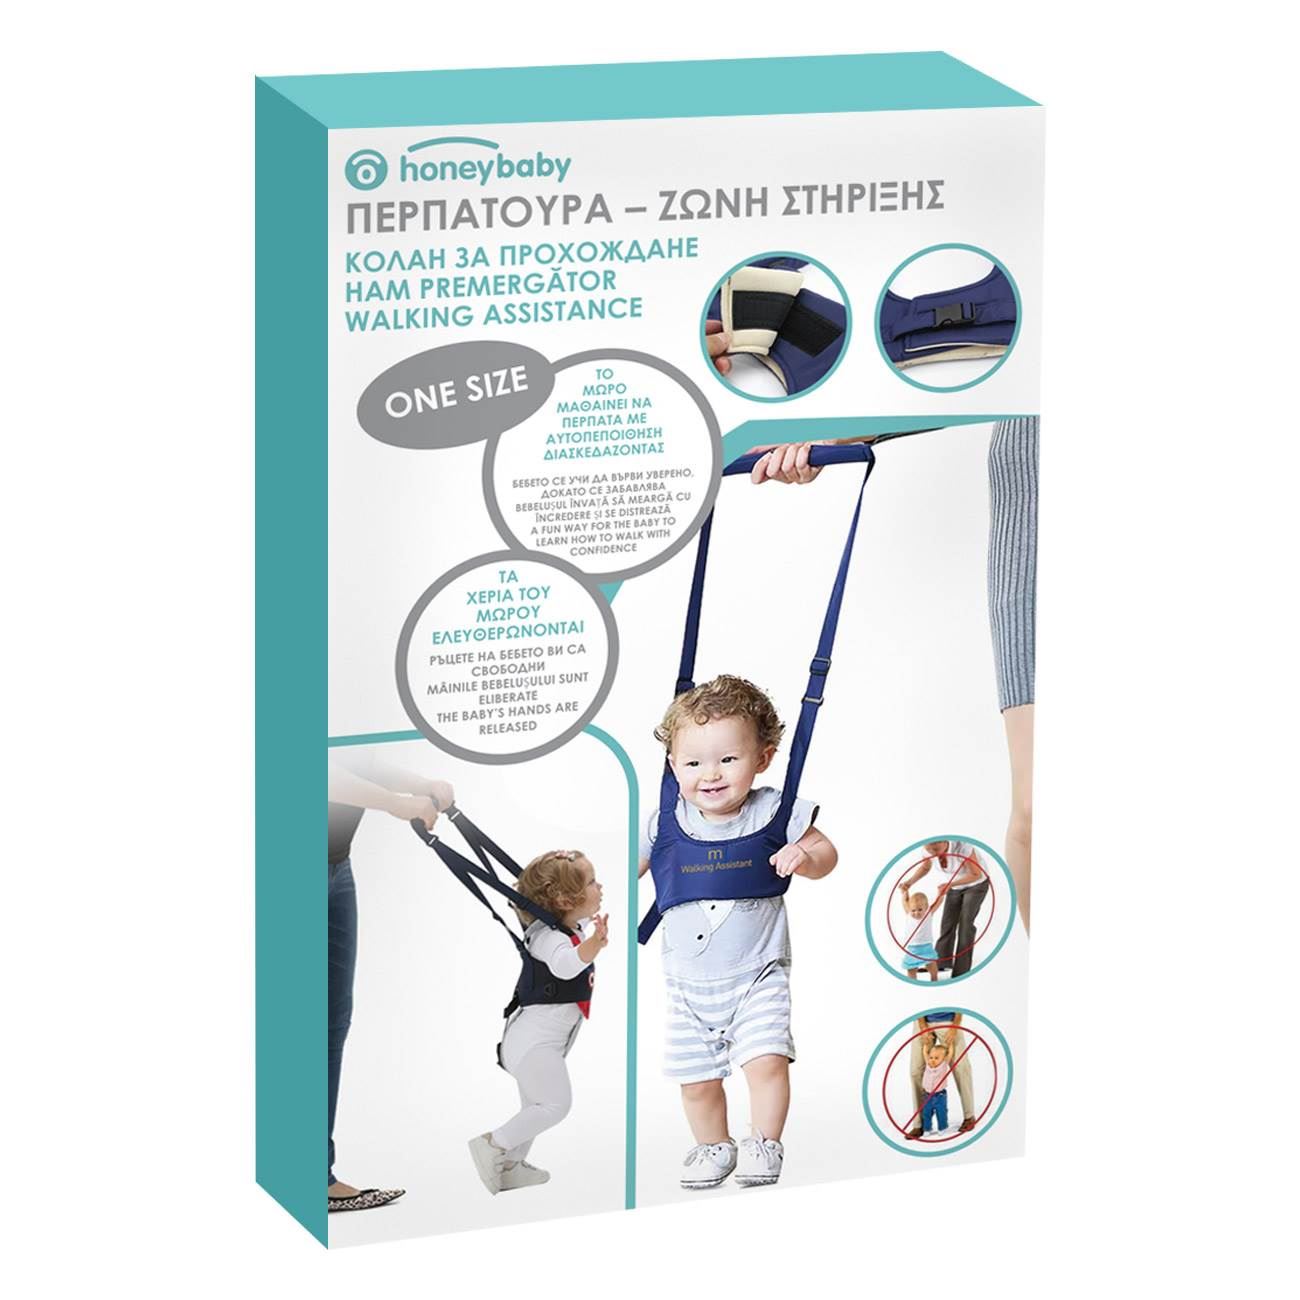 honeybaby
ΠΕΡΠΑΤΟΥΡΑ – ΖΩΝΗ ΣΤΗΡΙΞΗΣ
КОЛАН ЗА ПРОХОЖДАНЕ
HAM PREMERGĂTOR
WALKING ASSISTANCE
ONE SIZE
ΤΟ
ΜΩΡΟ
ΜΑΘΑΙΝΕΙ ΝΑ
ΠΕΡΠΑΤΑ ΜΕ
ΑΥΤΟΠΕΠΟΙΘΗΣΗ
ΔΙΑΣΚΕΔΑΖΟΝΤΑΣ
БЕБЕТО СЕ УЧИ ДА ВЪРВИ УВЕРЕНО,
ДОКАТО СЕ ЗАБАВЛЯВА
BEBELUȘUL ÎNVAȚĂ SĂ MEARGĂ CU
ÎNCREDERE ȘI SE DISTREAZĂ
A FUN WAY FOR THE BABY TO
LEARN HOW TO WALK WITH
CONFIDENCE
ΤΑ
ΧΕΡΙΑ ΤΟΥ
ΜΩΡΟΥ
ΕΛΕΥΘΕΡΩΝΟΝΤΑΙ
РЪЦЕТЕ НА БЕБЕТО ВИ СА
СВОБОДНИ
MÂINILE BEBELUȘULUI SUNT
ELIBERATE
THE BABY'S HANDS ARE
RELEASED
m
Walking Assistant